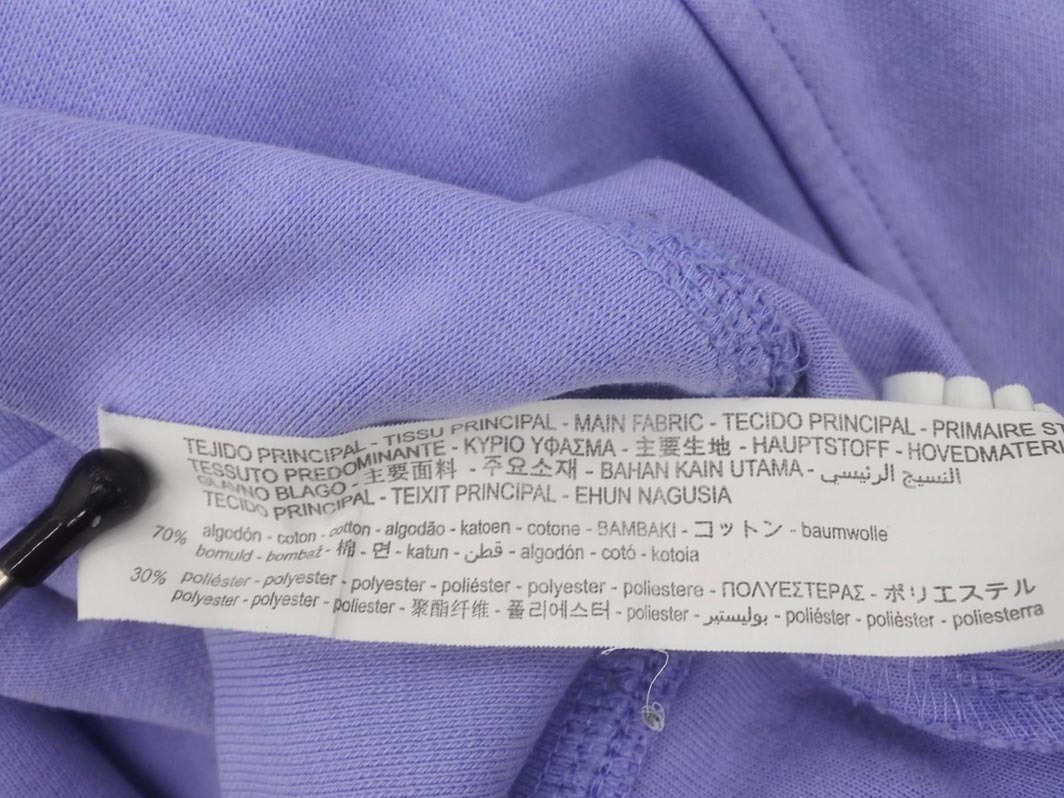 TEJIDO PRINCIPAL - TISSU PRINCIPAL - MAIN FABRIC - TECIDO PRINCIPAL - PRIMAIRE
TESSUTO PREDOMINANTE - ΚΥΡΙΟ ΥΦΑΣΜΑ - 主要生地 - HAUPTSTOFF -
GLAVNO BLAGO - 主要面料 - 주요소재 - BAHAN KAIN UTAMA - النسيج الرئيسي
TECIDO PRINCIPAL - TEIXIT PRINCIPAL - EHUN NAGUSIA
70% algodón - coton - cotton - algodão - katoen - cotone - ΒΑΜΒΑΚΙ - コットン - baumwolle
bomuld - bombaž - 棉 - 면 - katun - قطن - algodón - cotó - kotoia
30% poliéster - polyester - polyester - poliéster - polyester - poliestere - ΠΟΛΥΕΣΤΕΡΑΣ - ポリエステル
polyester - polyester - poliester - 聚酯纤维 - 폴리에스터 - poliester - بوليستير - poliéster - polièster - poliesterra